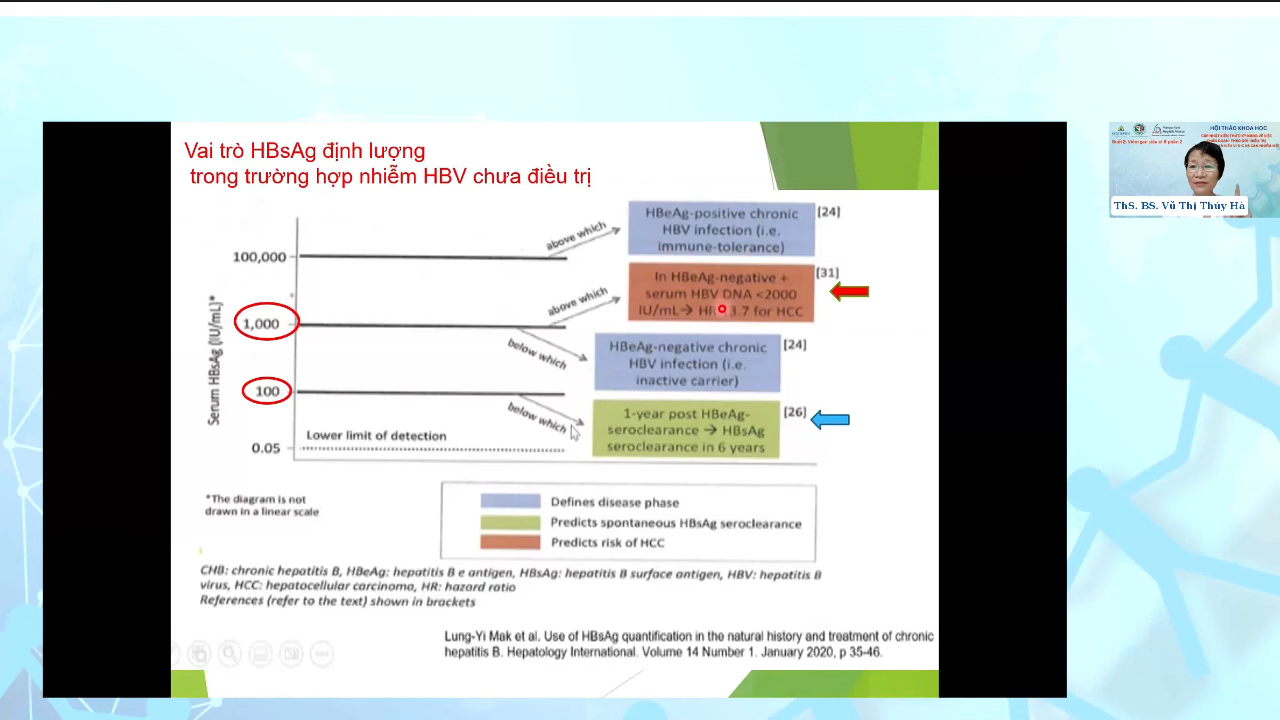 Vai trò HBsAg định lượng
trong trường hợp nhiễm HBV chưa điều trị
Serum HBsAg (IU/mL)*
100,000
1,000
100
0.05
above which
above which
below which
below which
Lower limit of detection
HBeAg-positive chronic
HBV infection (i.e.
immune-tolerance)
[24]
In HBeAg-negative +
serum HBV DNA <2000
IU/mL→ 3.7 for HCC
[31]
HBeAg-negative chronic
HBV infection (i.e.
inactive carrier)
[24]
1-year post HBeAg-
seroclearance → HBsAg
seroclearance in 6 years
[26]
*The diagram is not
drawn in a linear scale
Defines disease phase
Predicts spontaneous HBsAg seroclearance
Predicts risk of HCC
CHB: chronic hepatitis B, HBeAg: hepatitis B e antigen, HBsAg: hepatitis B surface antigen, HBV: hepatitis B
virus, HCC: hepatocellular carcinoma, HR: hazard ratio
References (refer to the text) shown in brackets
Lung-Yi Mak et al. Use of HBsAg quantification in the natural history and treatment of chronic
hepatitis B. Hepatology International. Volume 14 Number 1. January 2020, p 35-46.
HỘI THẢO KHOA HỌC
ThS. BS. Vũ Thị Thúy Hà